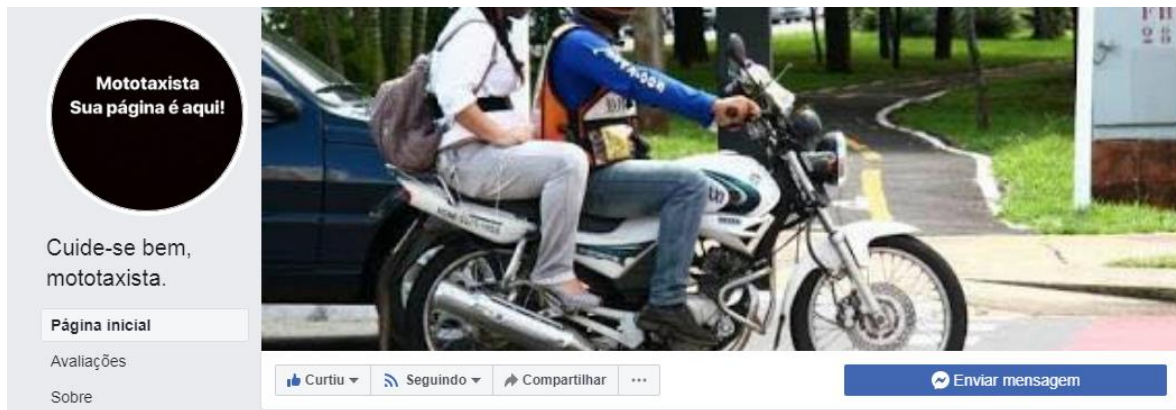 Mototaxista
Sua página é aqui!
Cuide-se bem,
mototaxista.
Página inicial
Avaliações
Sobre
Curtiu
Seguindo
Compartilhar
Enviar mensagem